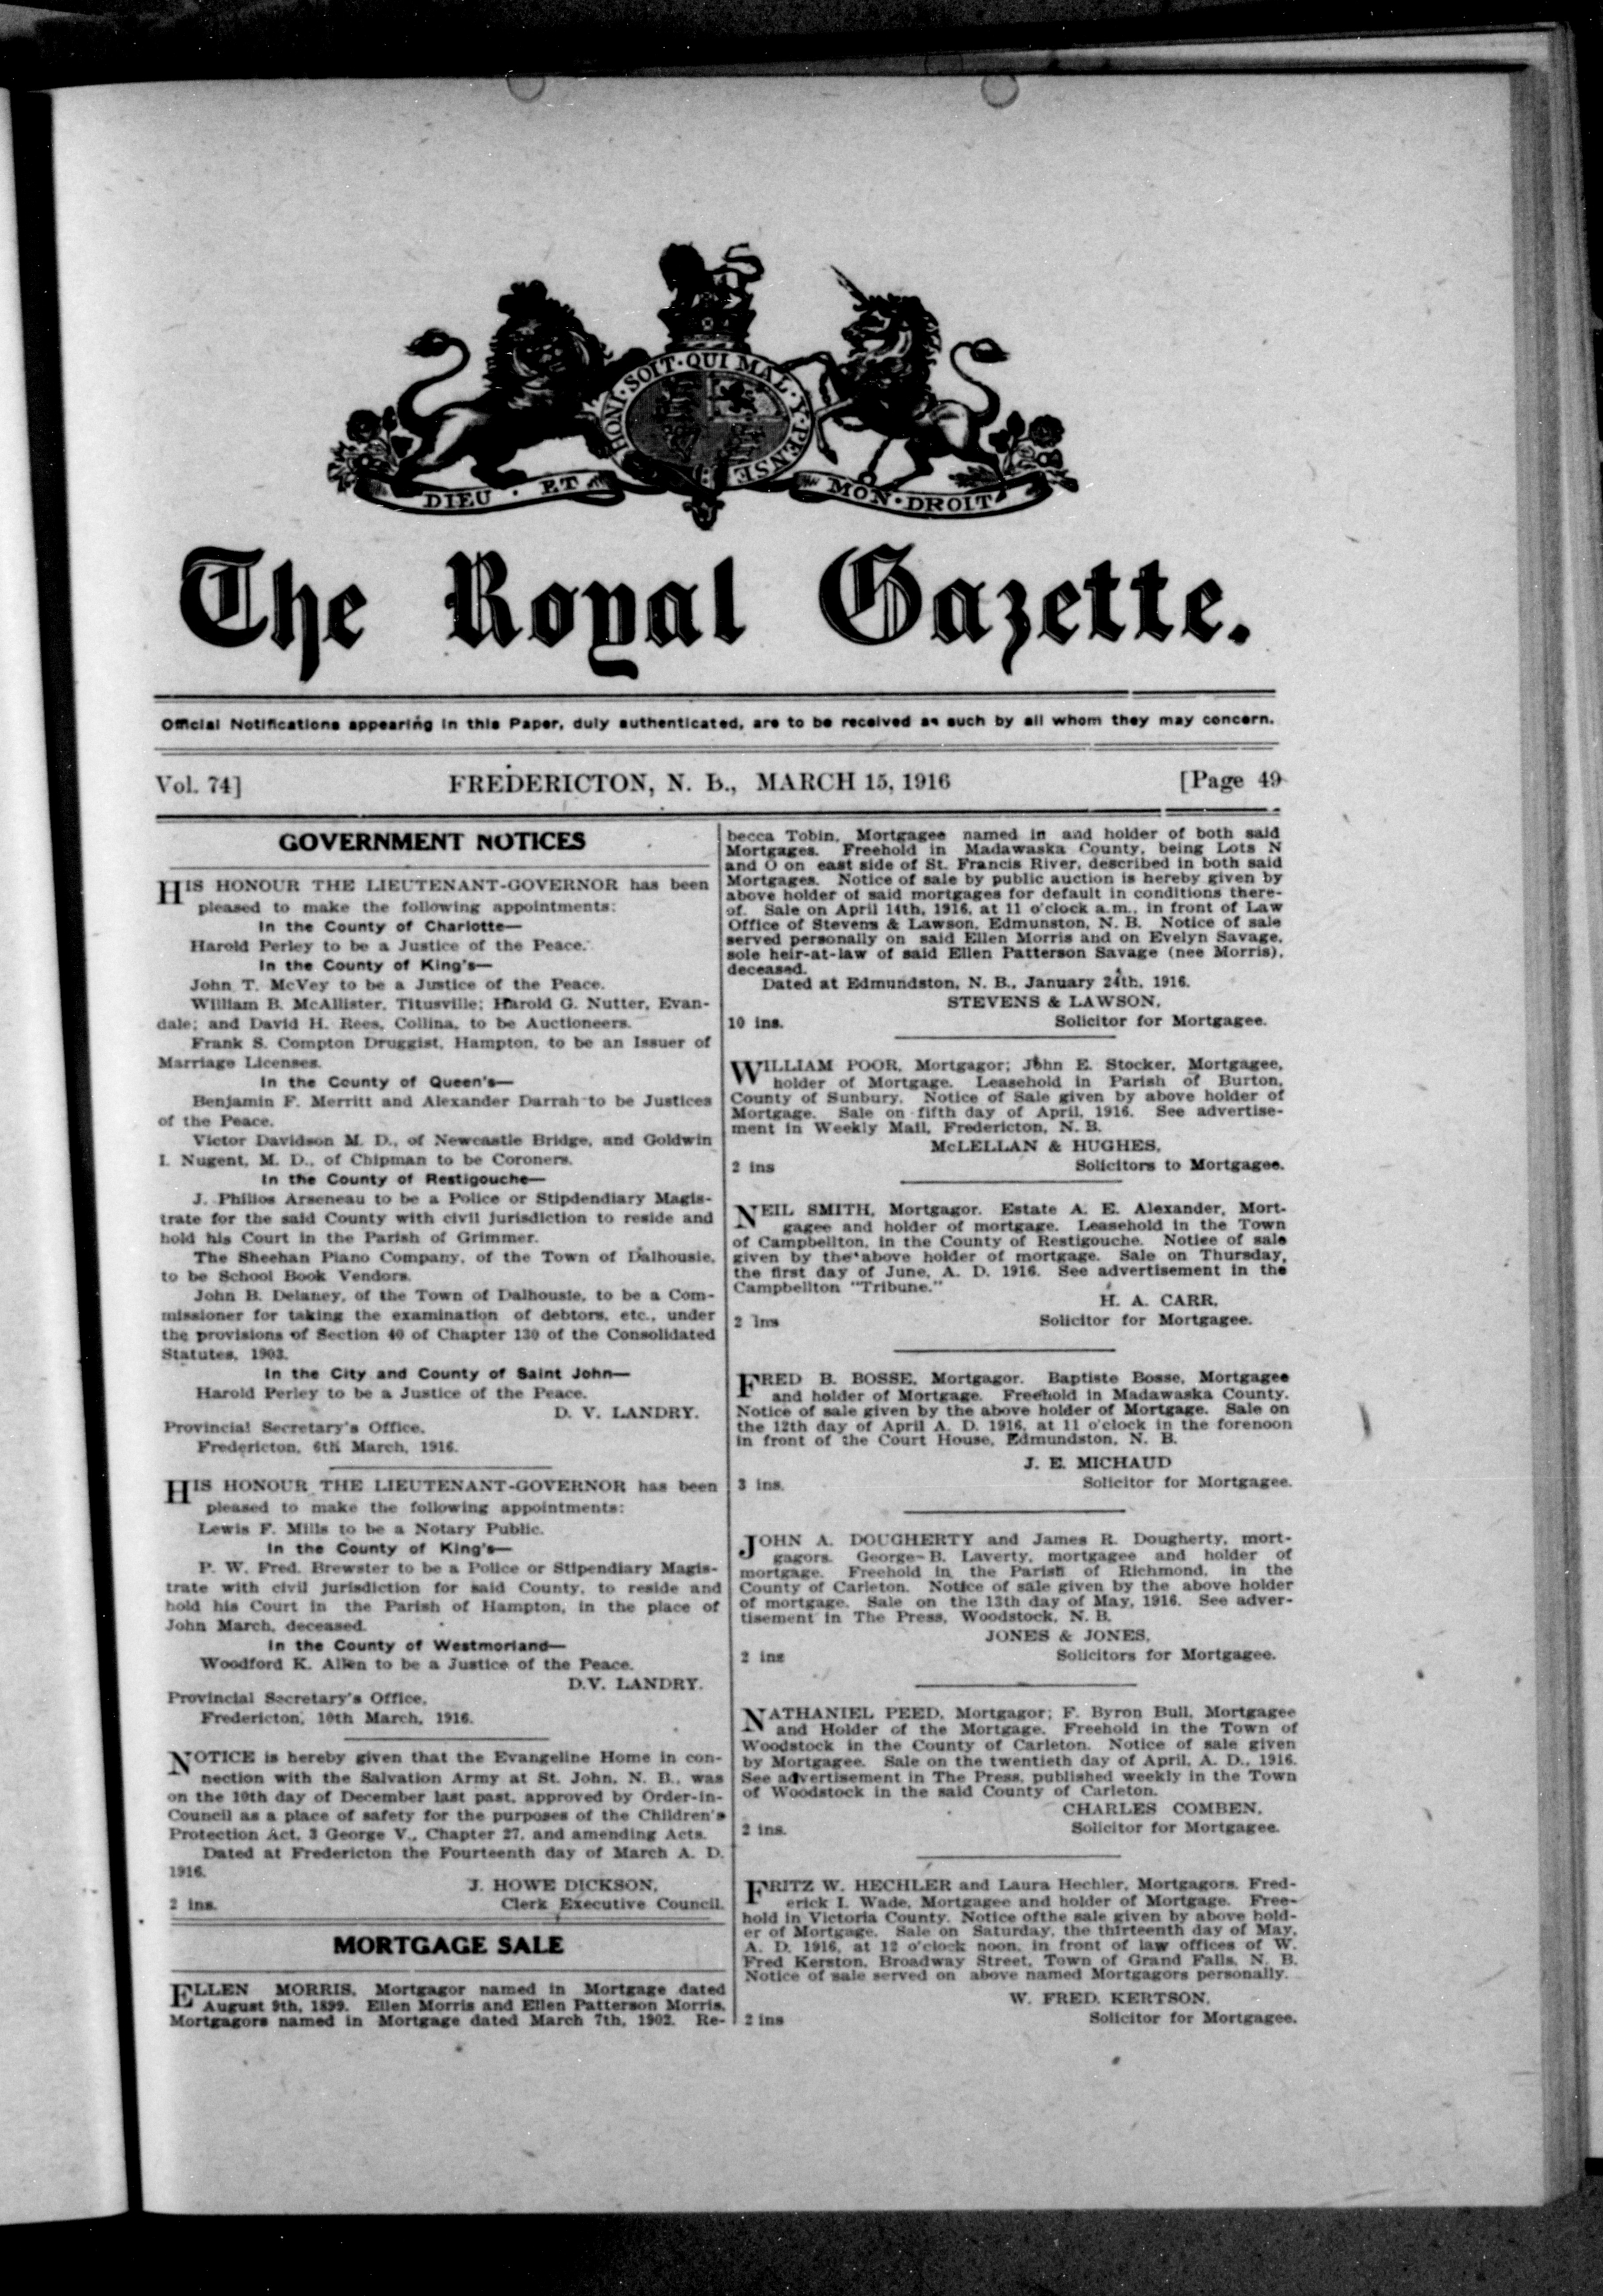 HONI · SOIT · QUI MAL · Y · PENSE
DIEU · ET MON · DROIT
The Royal Gazette.
Official Notifications appearing in this Paper, duly authenticated, are to be received as such by all whom they may concern.
Vol. 74] FREDERICTON, N. B., MARCH 15, 1916 [Page 49
GOVERNMENT NOTICES
HIS HONOUR THE LIEUTENANT-GOVERNOR has been
pleased to make the following appointments:
In the County of Charlotte—
Harold Perley to be a Justice of the Peace.
In the County of King's—
John T. McVey to be a Justice of the Peace.
William B. McAllister, Titusville; Harold G. Nutter, Evan-
dale; and David H. Rees, Collina, to be Auctioneers.
Frank S. Compton Druggist, Hampton, to be an Issuer of
Marriage Licenses.
In the County of Queen's—
Benjamin F. Merritt and Alexander Darrah to be Justices
of the Peace.
Victor Davidson M. D., of Newcastle Bridge, and Goldwin
I. Nugent, M. D., of Chipman to be Coroners.
In the County of Restigouche—
J. Philios Arseneau to be a Police or Stipdendiary Magis-
trate for the said County with civil jurisdiction to reside and
hold his Court in the Parish of Grimmer.
The Sheehan Piano Company, of the Town of Dalhousie,
to be School Book Vendors.
John B. Delaney, of the Town of Dalhousie, to be a Com-
missioner for taking the examination of debtors, etc., under
the provisions of Section 40 of Chapter 130 of the Consolidated
Statutes, 1903.
In the City and County of Saint John—
Harold Perley to be a Justice of the Peace.
D. V. LANDRY.
Provincial Secretary's Office,
Fredericton, 6th March, 1916.
HIS HONOUR THE LIEUTENANT-GOVERNOR has been
pleased to make the following appointments:
Lewis F. Mills to be a Notary Public.
In the County of King's—
P. W. Fred. Brewster to be a Police or Stipendiary Magis-
trate with civil jurisdiction for said County, to reside and
hold his Court in the Parish of Hampton, in the place of
John March, deceased.
In the County of Westmorland—
Woodford K. Allen to be a Justice of the Peace.
D.V. LANDRY.
Provincial Secretary's Office,
Fredericton, 10th March, 1916.
NOTICE is hereby given that the Evangeline Home in con-
nection with the Salvation Army at St. John, N. B., was
on the 10th day of December last past, approved by Order-in-
Council as a place of safety for the purposes of the Children's
Protection Act, 3 George V., Chapter 27, and amending Acts.
Dated at Fredericton the Fourteenth day of March A. D.
1916.
J. HOWE DICKSON,
2 ins. Clerk Executive Council.
MORTGAGE SALE
ELLEN MORRIS, Mortgagor named in Mortgage dated
August 9th, 1899. Ellen Morris and Ellen Patterson Morris,
Mortgagors named in Mortgage dated March 7th, 1902. Re-
becca Tobin, Mortgagee named in and holder of both said
Mortgages. Freehold in Madawaska County, being Lots N
and O on east side of St. Francis River, described in both said
Mortgages. Notice of sale by public auction is hereby given by
above holder of said mortgages for default in conditions there-
of. Sale on April 14th, 1916, at 11 o'clock a.m., in front of Law
Office of Stevens & Lawson, Edmunston, N. B. Notice of sale
served personally on said Ellen Morris and on Evelyn Savage,
sole heir-at-law of said Ellen Patterson Savage (nee Morris),
deceased.
Dated at Edmundston, N. B., January 24th, 1916.
STEVENS & LAWSON,
10 ins. Solicitor for Mortgagee.
WILLIAM POOR, Mortgagor; John E. Stocker, Mortgagee,
holder of Mortgage. Leasehold in Parish of Burton,
County of Sunbury. Notice of Sale given by above holder of
Mortgage. Sale on fifth day of April, 1916. See advertise-
ment in Weekly Mail, Fredericton, N. B.
McLELLAN & HUGHES,
2 ins Solicitors to Mortgagee.
NEIL SMITH, Mortgagor. Estate A. E. Alexander, Mort-
gagee and holder of mortgage. Leasehold in the Town
of Campbellton, in the County of Restigouche. Notice of sale
given by the above holder of mortgage. Sale on Thursday,
the first day of June, A. D. 1916. See advertisement in the
Campbellton "Tribune."
H. A. CARR,
2 ins Solicitor for Mortgagee.
FRED B. BOSSE, Mortgagor. Baptiste Bosse, Mortgagee
and holder of Mortgage. Freehold in Madawaska County.
Notice of sale given by the above holder of Mortgage. Sale on
the 12th day of April A. D. 1916, at 11 o'clock in the forenoon
in front of the Court House, Edmundston, N. B.
J. E. MICHAUD
3 ins. Solicitor for Mortgagee.
JOHN A. DOUGHERTY and James R. Dougherty, mort-
gagors. George B. Laverty, mortgagee and holder of
mortgage. Freehold in the Parish of Richmond, in the
County of Carleton. Notice of sale given by the above holder
of mortgage. Sale on the 13th day of May, 1916. See adver-
tisement in The Press, Woodstock, N. B.
JONES & JONES,
2 ins Solicitors for Mortgagee.
NATHANIEL PEED, Mortgagor; F. Byron Bull, Mortgagee
and Holder of the Mortgage. Freehold in the Town of
Woodstock in the County of Carleton. Notice of sale given
by Mortgagee. Sale on the twentieth day of April, A. D., 1916.
See advertisement in The Press, published weekly in the Town
of Woodstock in the said County of Carleton.
CHARLES COMBEN,
2 ins. Solicitor for Mortgagee.
FRITZ W. HECHLER and Laura Hechler, Mortgagors. Fred-
erick I. Wade, Mortgagee and holder of Mortgage. Free-
hold in Victoria County. Notice ofthe sale given by above hold-
er of Mortgage. Sale on Saturday, the thirteenth day of May,
A. D. 1916, at 12 o'clock noon, in front of law offices of W.
Fred Kerston, Broadway Street, Town of Grand Falls, N. B.
Notice of sale served on above named Mortgagors personally.
W. FRED. KERTSON,
2 ins Solicitor for Mortgagee.